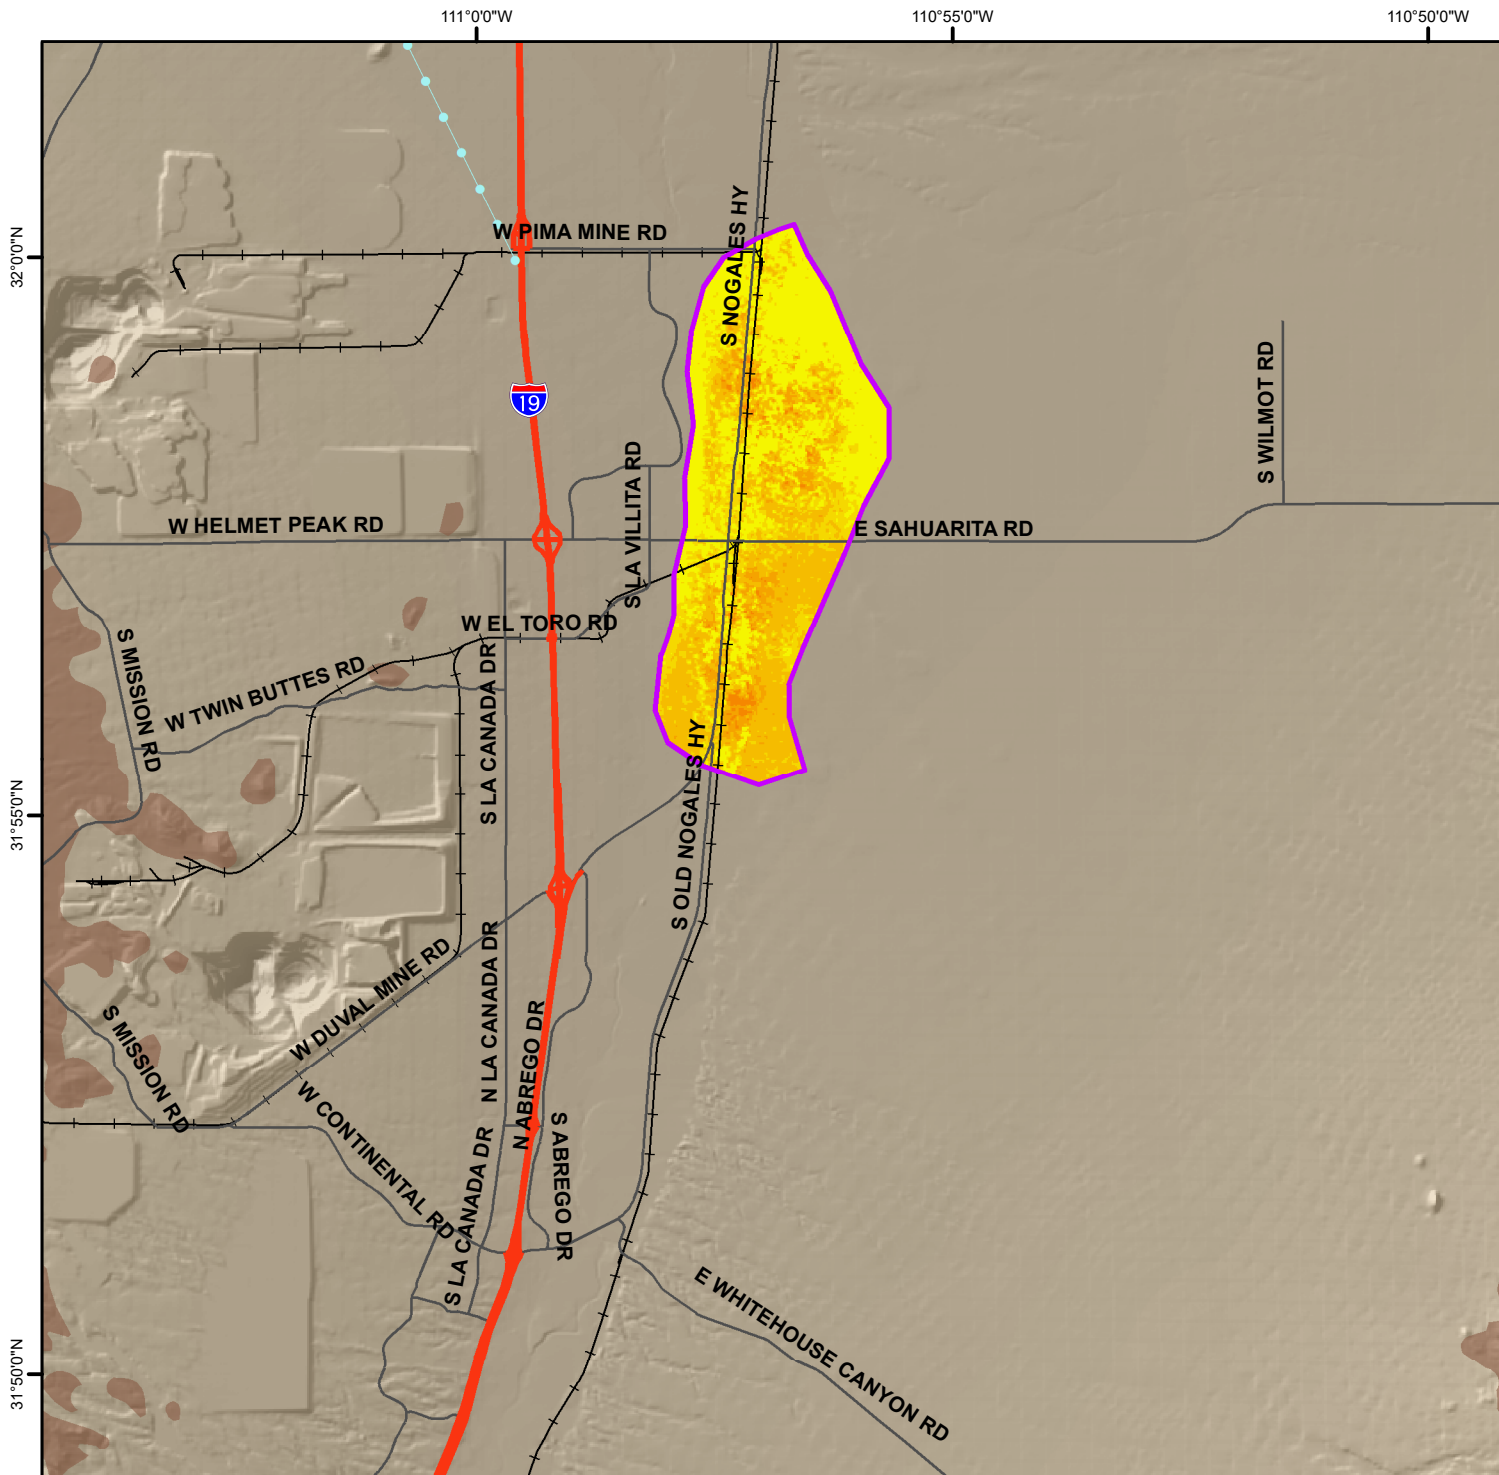 111°0'0"W
110°55'0"W
110°50'0"W
32°0'0"N
31°55'0"N
31°50'0"N
W PIMA MINE RD
S NOGALES HY
19
S WILMOT RD
S LA VILLITA RD
W HELMET PEAK RD
E SAHUARITA RD
W EL TORO RD
S MISSION RD
W TWIN BUTTES RD
S LA CANADA DR
S OLD NOGALES HY
N LA CANADA DR
W DUVAL MINE RD
S MISSION RD
N ABREGO DR
W CONTINENTAL RD
S ABREGO DR
S LA CANADA DR
E WHITEHOUSE CANYON RD